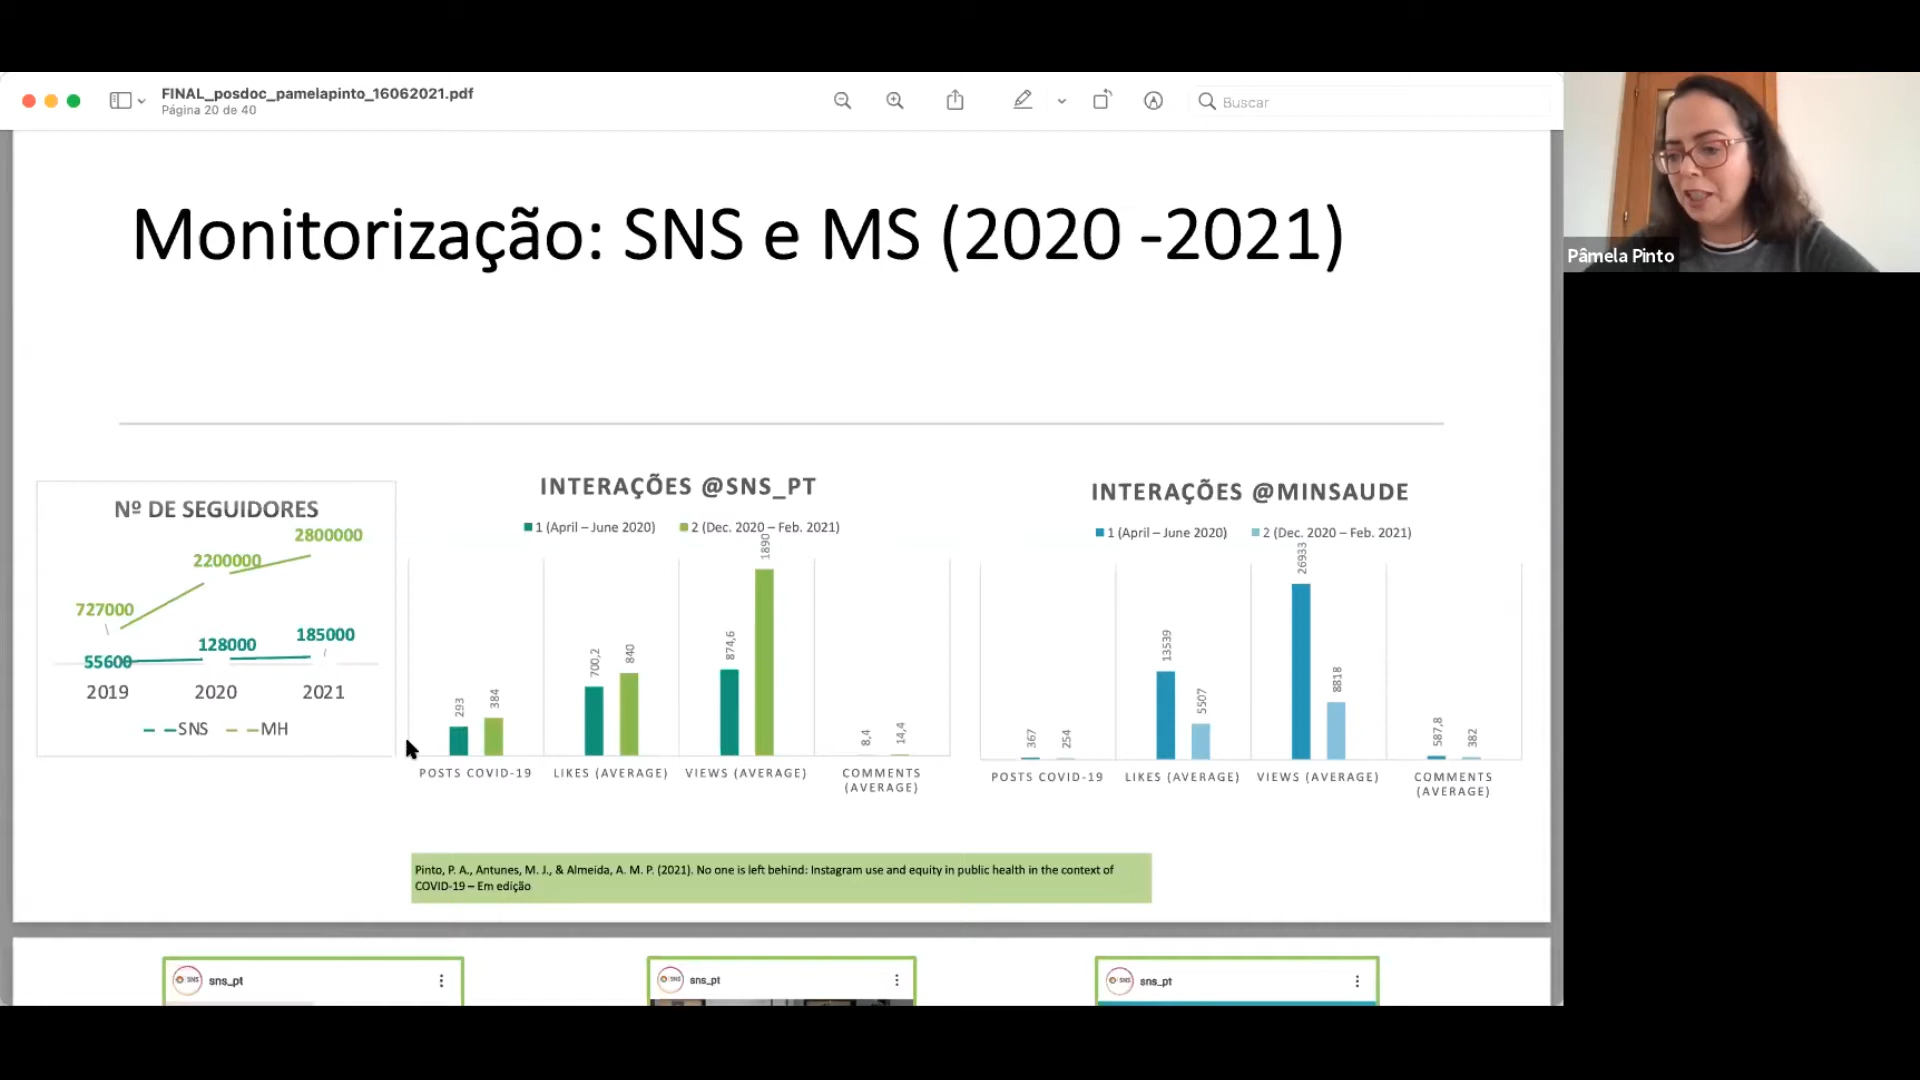 FINAL_posdoc_pamelapinto_16062021.pdf
Página 20 de 40
Buscar
Pâmela Pinto
Monitorização: SNS e MS (2020 -2021)
Nº DE SEGUIDORES
2800000
2200000
727000
185000
128000
55600
2019 2020 2021
SNS MH
INTERAÇÕES @SNS_PT
1 (April – June 2020) 2 (Dec. 2020 – Feb. 2021)
293 384 700,2 840 874,6 1890 8,4 14,4
POSTS COVID-19 LIKES (AVERAGE) VIEWS (AVERAGE) COMMENTS
(AVERAGE)
INTERAÇÕES @MINSAUDE
1 (April – June 2020) 2 (Dec. 2020 – Feb. 2021)
367 254 13539 5507 26933 8818 587,8 382
POSTS COVID-19 LIKES (AVERAGE) VIEWS (AVERAGE) COMMENTS
(AVERAGE)
Pinto, P. A., Antunes, M. J., & Almeida, A. M. P. (2021). No one is left behind: Instagram use and equity in public health in the context of
COVID-19 – Em edição
SNS sns_pt
SNS sns_pt
SNS sns_pt